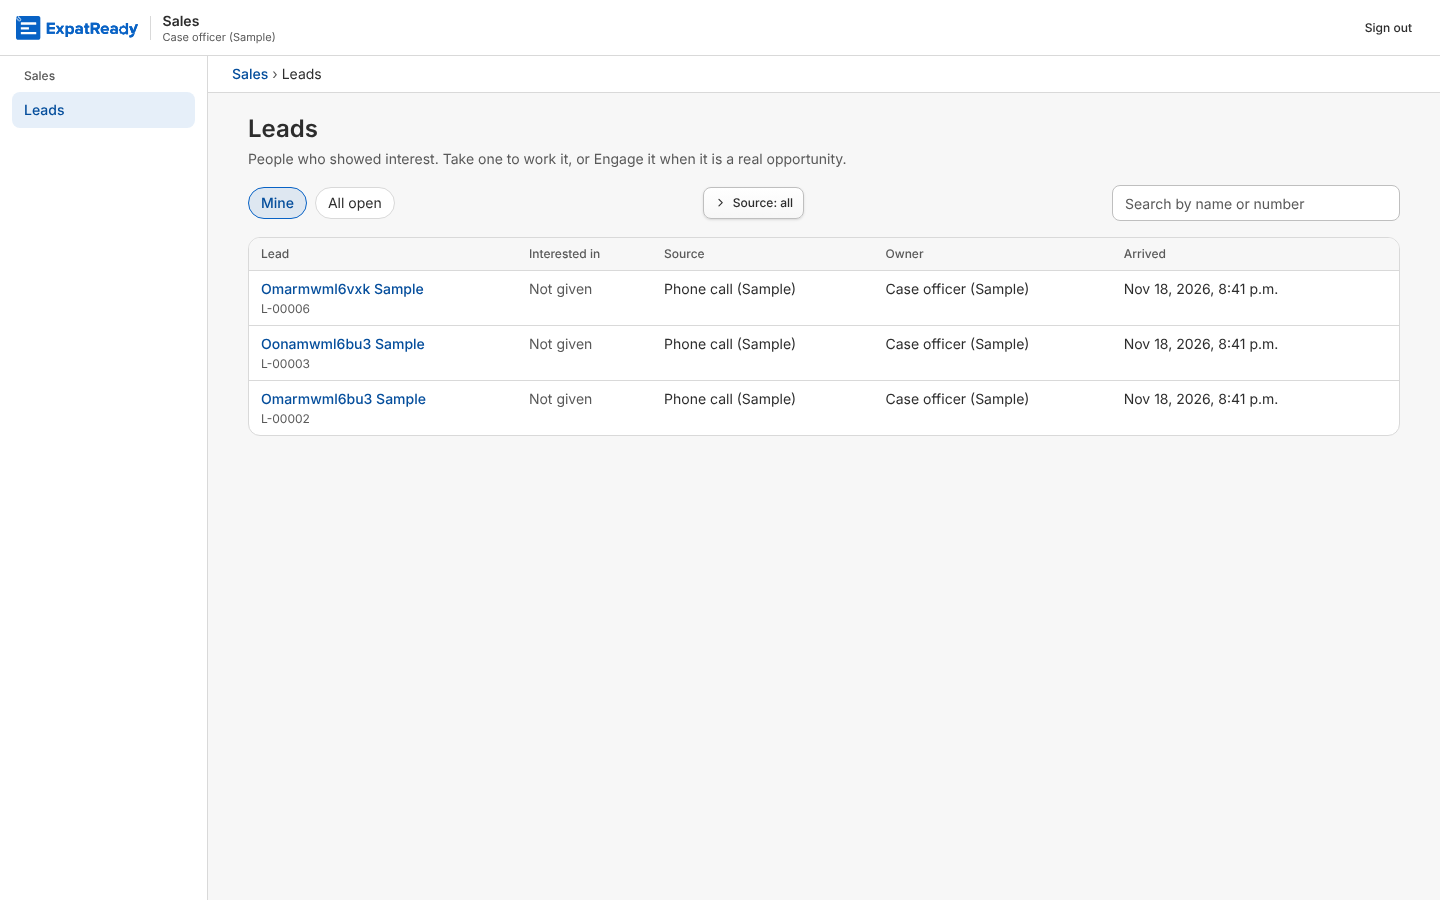 ExpatReady
Sales
Case officer (Sample)
Sign out
Sales
Leads
Sales › Leads
Leads
People who showed interest. Take one to work it, or Engage it when it is a real opportunity.
Mine
All open
Source: all
Search by name or number
Lead Interested in Source Owner Arrived
Omarmwml6vxk Sample Not given Phone call (Sample) Case officer (Sample) Nov 18, 2026, 8:41 p.m.
L-00006
Oonamwml6bu3 Sample Not given Phone call (Sample) Case officer (Sample) Nov 18, 2026, 8:41 p.m.
L-00003
Omarmwml6bu3 Sample Not given Phone call (Sample) Case officer (Sample) Nov 18, 2026, 8:41 p.m.
L-00002